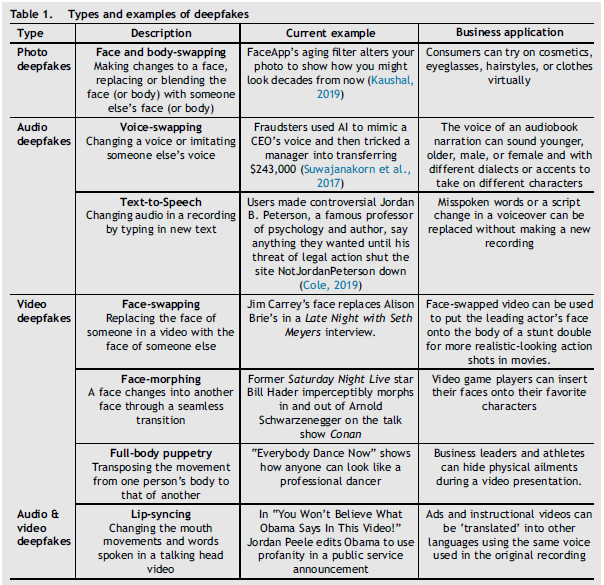 Table 1. Types and examples of deepfakes
Type Description Current example Business application
Photo
deepfakes
Face and body-swapping
Making changes to a face,
replacing or blending the
face (or body) with someone
else's face (or body)
FaceApp's aging filter alters your
photo to show how you might
look decades from now (Kaushal,
2019)
Consumers can try on cosmetics,
eyeglasses, hairstyles, or clothes
virtually
Audio
deepfakes
Voice-swapping
Changing a voice or imitating
someone else's voice
Fraudsters used AI to mimic a
CEO's voice and then tricked a
manager into transferring
$243,000 (Suwajanakorn et al.,
2017)
The voice of an audiobook
narration can sound younger,
older, male, or female and with
different dialects or accents to
take on different characters
Text-to-Speech
Changing audio in a recording
by typing in new text
Users made controversial Jordan
B. Peterson, a famous professor
of psychology and author, say
anything they wanted until his
threat of legal action shut the
site NotJordanPeterson down
(Cole, 2019)
Misspoken words or a script
change in a voiceover can be
replaced without making a new
recording
Video
deepfakes
Face-swapping
Replacing the face of
someone in a video with the
face of someone else
Jim Carrey's face replaces Alison
Brie's in a Late Night with Seth
Meyers interview.
Face-swapped video can be used
to put the leading actor's face
onto the body of a stunt double
for more realistic-looking action
shots in movies.
Face-morphing
A face changes into another
face through a seamless
transition
Former Saturday Night Live star
Bill Hader imperceptibly morphs
in and out of Arnold
Schwarzenegger on the talk
show Conan
Video game players can insert
their faces onto their favorite
characters
Full-body puppetry
Transposing the movement
from one person's body to
that of another
"Everybody Dance Now" shows
how anyone can look like a
professional dancer
Business leaders and athletes
can hide physical ailments
during a video presentation.
Audio &
video
deepfakes
Lip-syncing
Changing the mouth
movements and words
spoken in a talking head
video
In "You Won't Believe What
Obama Says In This Video!"
Jordan Peele edits Obama to use
profanity in a public service
announcement
Ads and instructional videos can
be 'translated' into other
languages using the same voice
used in the original recording